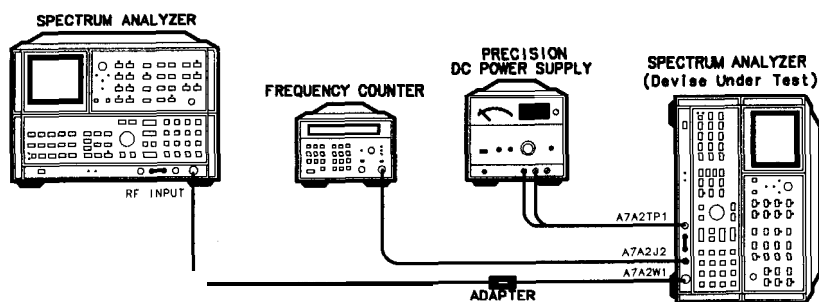 SPECTRUM ANALYZER
FREQUENCY COUNTER
PRECISION
DC POWER SUPPLY
SPECTRUM ANALYZER
(Devise Under Test)
RF INPUT
A7A2TP1
A7A2J2
A7A2W1
ADAPTER